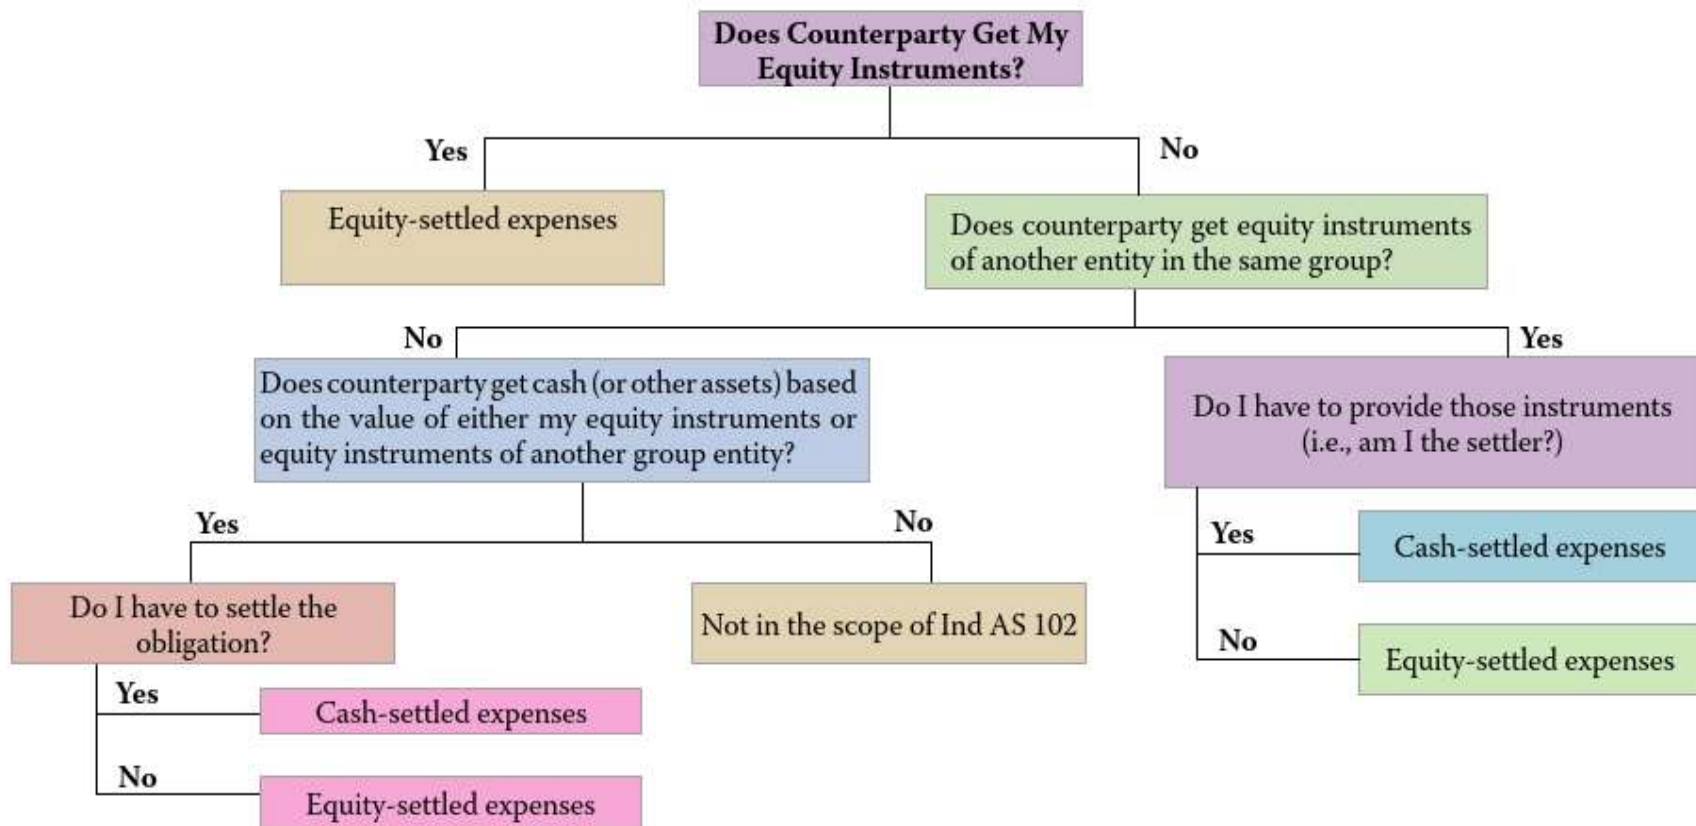 Does Counterparty Get My
Equity Instruments?
Yes
No
Equity-settled expenses
Does counterparty get equity instruments
of another entity in the same group?
No
Yes
Does counterparty get cash (or other assets) based
on the value of either my equity instruments or
equity instruments of another group entity?
Do I have to provide those instruments
(i.e., am I the settler?)
Yes
No
Yes
Cash-settled expenses
Do I have to settle the
obligation?
Not in the scope of Ind AS 102
No
Equity-settled expenses
Yes
Cash-settled expenses
No
Equity-settled expenses